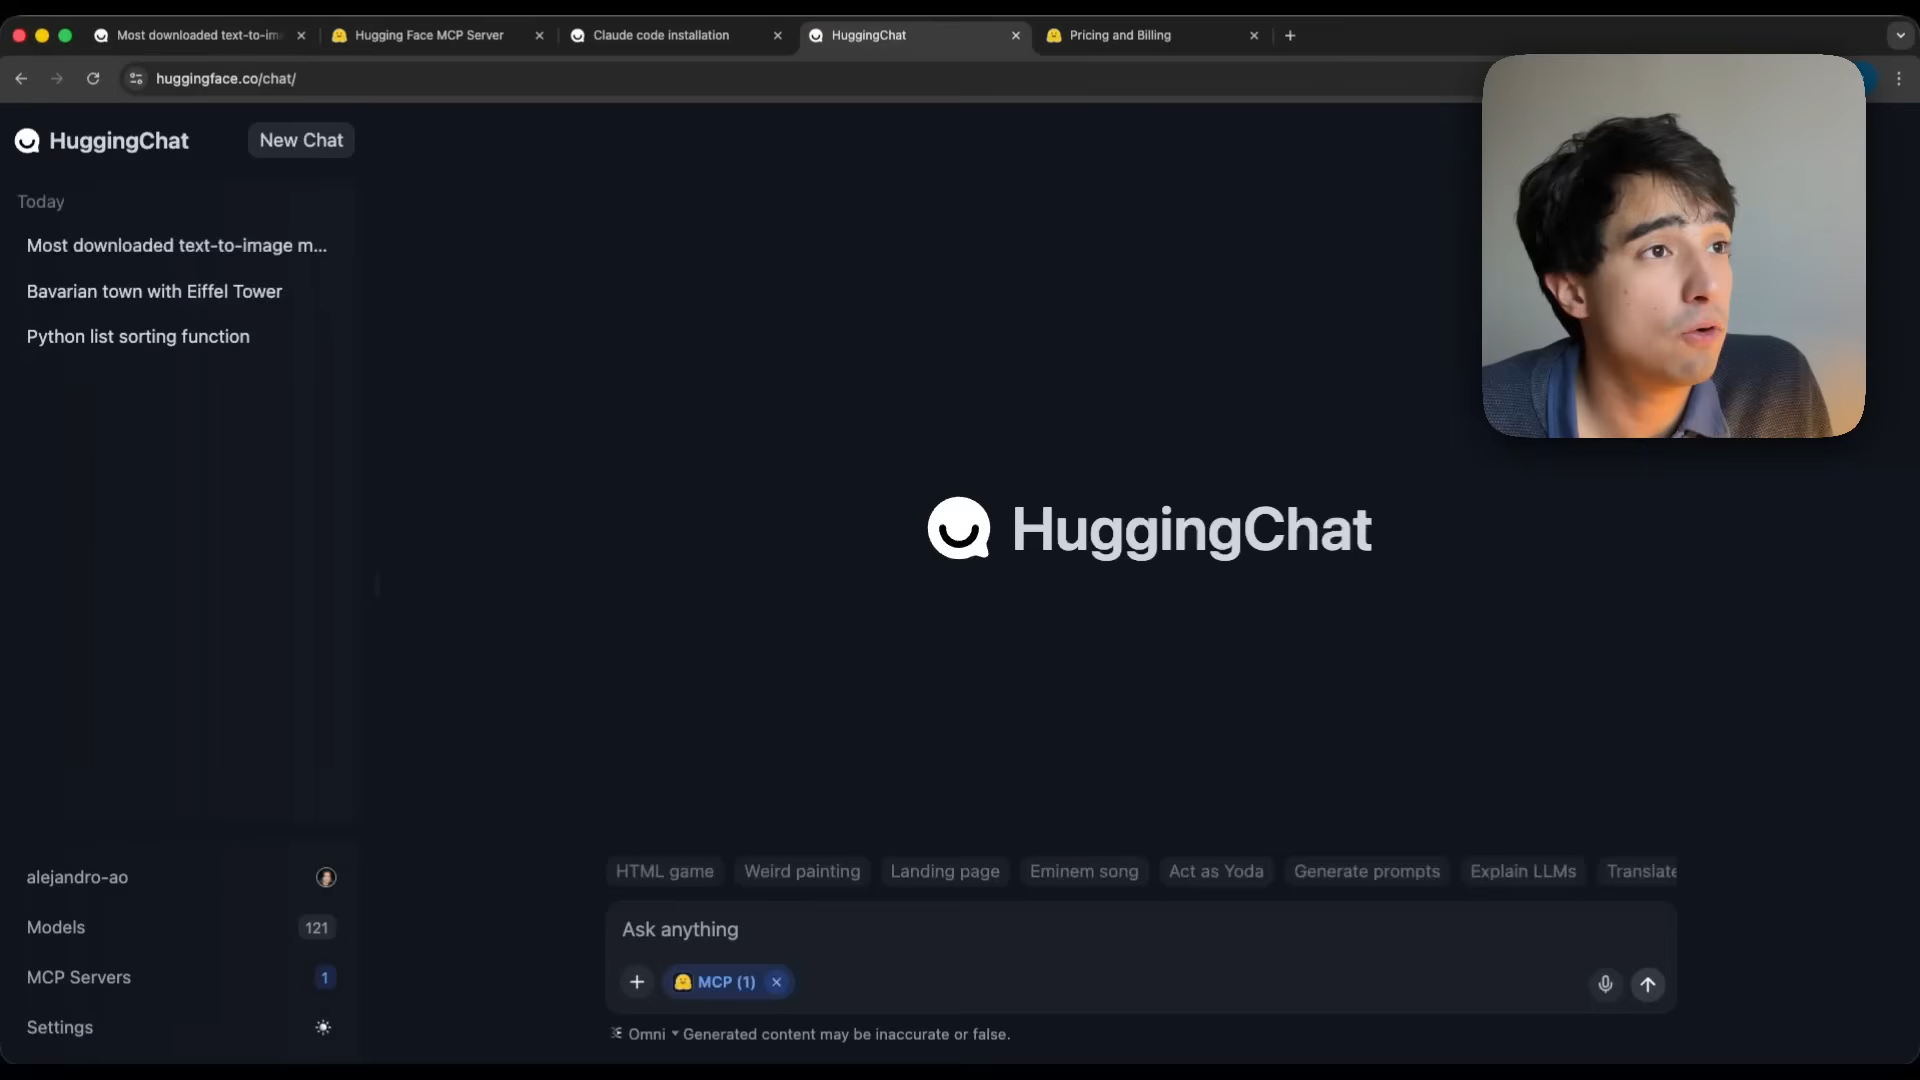 Most downloaded text-to-im
Hugging Face MCP Server
Claude code installation
HuggingChat
Pricing and Billing
huggingface.co/chat/
HuggingChat
New Chat
Today
Most downloaded text-to-image m...
Bavarian town with Eiffel Tower
Python list sorting function
HuggingChat
alejandro-ao
Models 121
MCP Servers 1
Settings
HTML game
Weird painting
Landing page
Eminem song
Act as Yoda
Generate prompts
Explain LLMs
Translate
Ask anything
MCP (1)
Omni Generated content may be inaccurate or false.